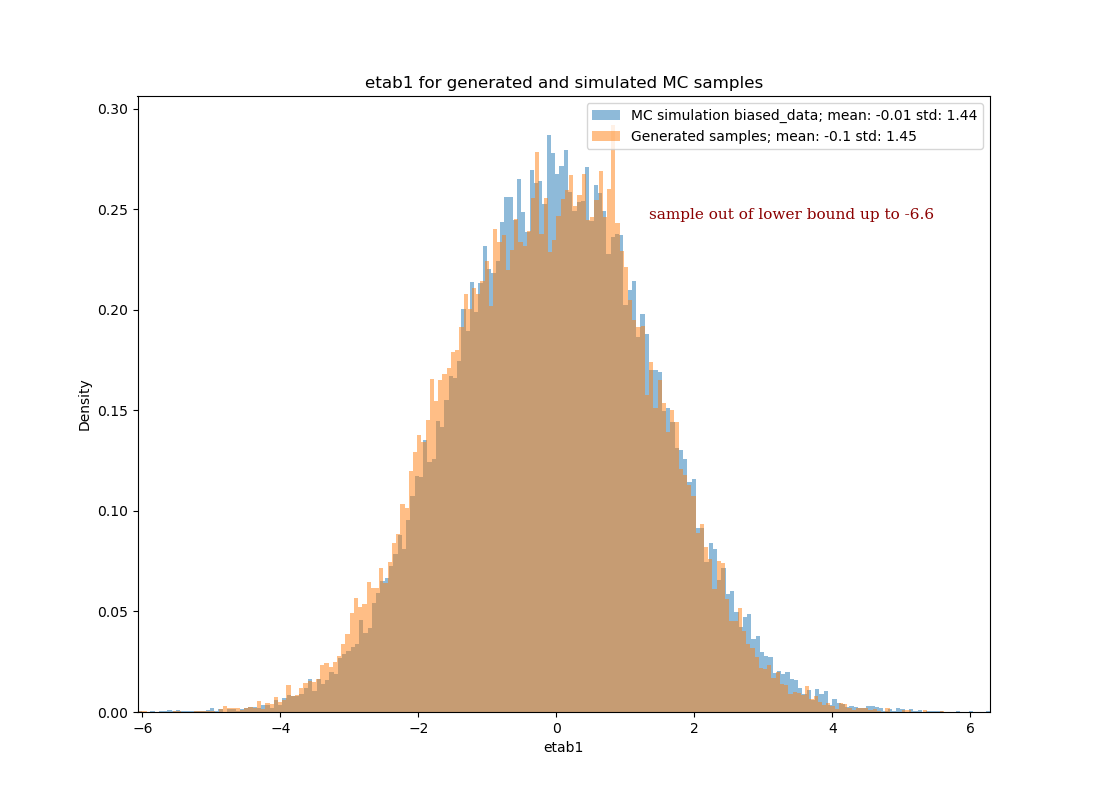 etab1 for generated and simulated MC samples
MC simulation biased_data; mean: -0.01 std: 1.44
Generated samples; mean: -0.1 std: 1.45
sample out of lower bound up to -6.6
Density
0.30
0.25
0.20
0.15
0.10
0.05
0.00
−6 −4 −2 0 2 4 6
etab1